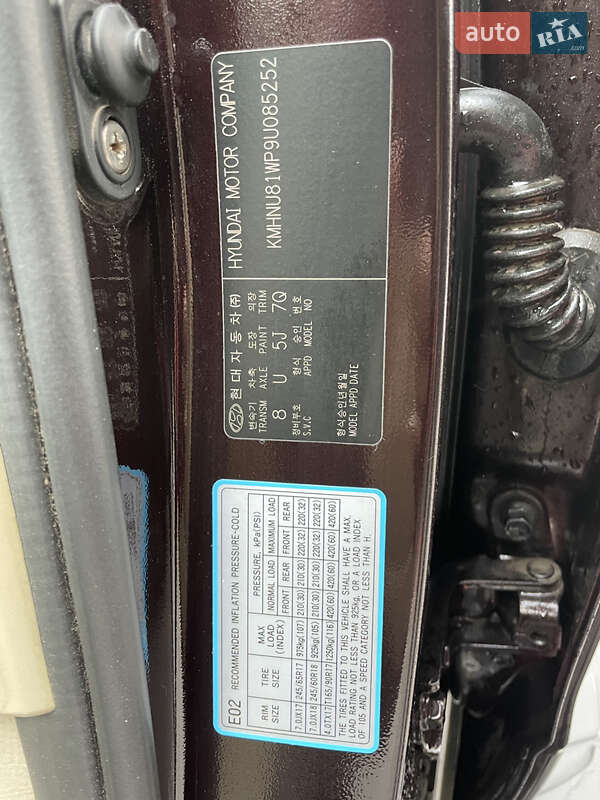 auto RIA.com
HYUNDAI MOTOR COMPANY
KMHNU81WP9U085252
현대자동차(주)
변속기 차축 도장 의장
TRANSM AXLE PAINT TRIM
8 U 5J 7Q
정비부호 형식 승인 번호
S.V.C APPD MODEL NO
형식승인년월일
MODEL APPD DATE
E02 RECOMMENDED INFLATION PRESSURE-COLD
RIM SIZE TIRE SIZE MAX LOAD (INDEX) PRESSURE, kPa(PSI)
NORMAL LOAD MAXIMUM LOAD
FRONT REAR FRONT REAR
7.0JX17 245/65R17 975kg(107) 210(30) 210(30) 220(32) 220(32)
7.0JX18 245/60R18 925kg(105) 210(30) 210(30) 220(32) 220(32)
4.0TX17 T165/90R17 1250kg(116) 420(60) 420(60) 420(60) 420(60)
THE TIRES FITTED TO THIS VEHICLE SHALL HAVE A MAX.
LOAD RATING NOT LESS THAN 925kg. OR A LOAD INDEX
OF 105 AND A SPEED CATEGORY NOT LESS THAN H.